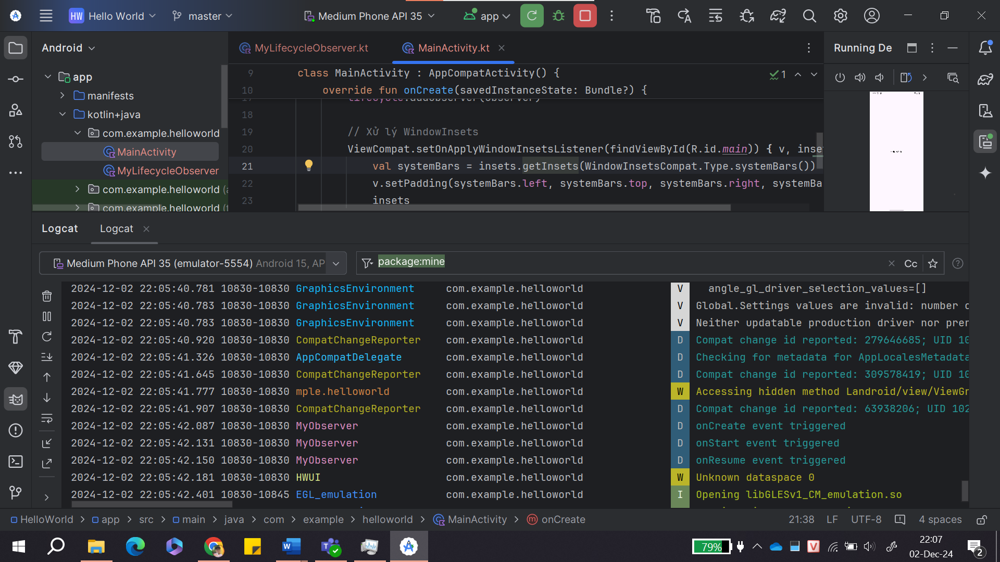 HW Hello World master Medium Phone API 35 app
Android
MyLifecycleObserver.kt MainActivity.kt
Running De
app
manifests
kotlin+java
com.example.helloworld
MainActivity
MyLifecycleObserver
com.example.helloworld
com.example.helloworld
9 class MainActivity : AppCompatActivity() {
10 override fun onCreate(savedInstanceState: Bundle?) {
1
18
19 // Xử lý WindowInsets
20 ViewCompat.setOnApplyWindowInsetsListener(findViewById(R.id.main)) { v, inse
21 val systemBars = insets.getInsets(WindowInsetsCompat.Type.systemBars())
22 v.setPadding(systemBars.left, systemBars.top, systemBars.right, systemBa
23 insets
Logcat Logcat
Medium Phone API 35 (emulator-5554) Android 15, AP
package:mine
Cc
2024-12-02 22:05:40.781 10830-10830 GraphicsEnvironment com.example.helloworld V angle_gl_driver_selection_values=[]
2024-12-02 22:05:40.783 10830-10830 GraphicsEnvironment com.example.helloworld V Global.Settings values are invalid: number
2024-12-02 22:05:40.783 10830-10830 GraphicsEnvironment com.example.helloworld V Neither updatable production driver nor
2024-12-02 22:05:40.920 10830-10830 CompatChangeReporter com.example.helloworld D Compat change id reported: 279646685; UID 10
2024-12-02 22:05:41.326 10830-10830 AppCompatDelegate com.example.helloworld D Checking for metadata for AppLocalesMetadata
2024-12-02 22:05:41.645 10830-10830 CompatChangeReporter com.example.helloworld D Compat change id reported: 309578419; UID 10
2024-12-02 22:05:41.777 10830-10830 mple.helloworld com.example.helloworld W Accessing hidden method Landroid/view/ViewGr
2024-12-02 22:05:41.907 10830-10830 CompatChangeReporter com.example.helloworld D Compat change id reported: 63938206; UID 102
2024-12-02 22:05:42.087 10830-10830 MyObserver com.example.helloworld D onCreate event triggered
2024-12-02 22:05:42.131 10830-10830 MyObserver com.example.helloworld D onStart event triggered
2024-12-02 22:05:42.150 10830-10830 MyObserver com.example.helloworld D onResume event triggered
2024-12-02 22:05:42.181 10830-10830 HWUI com.example.helloworld W Unknown dataspace 0
2024-12-02 22:05:42.401 10830-10845 EGL_emulation com.example.helloworld I Opening libGLESv1_CM_emulation.so
HelloWorld > app > src > main > java > com > example > helloworld > MainActivity > onCreate
21:38 LF UTF-8 4 spaces
79%
22:07
02-Dec-24
2